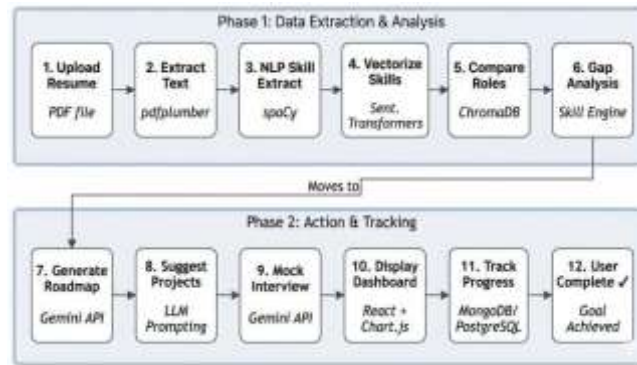 Phase 1: Data Extraction & Analysis
1. Upload
Resume
PDF file
2. Extract
Text
pdfplumber
3. NLP Skill
Extract
spaCy
4. Vectorize
Skills
Sent.
Transformers
5. Compare
Roles
ChromaDB
6. Gap
Analysis
Skill Engine
Moves to
Phase 2: Action & Tracking
7. Generate
Roadmap
Gemini API
8. Suggest
Projects
LLM
Prompting
9. Mock
Interview
Gemini API
10. Display
Dashboard
React +
Chart.js
11. Track
Progress
MongoDB/
PostgreSQL
12. User
Complete ✓
Goal
Achieved